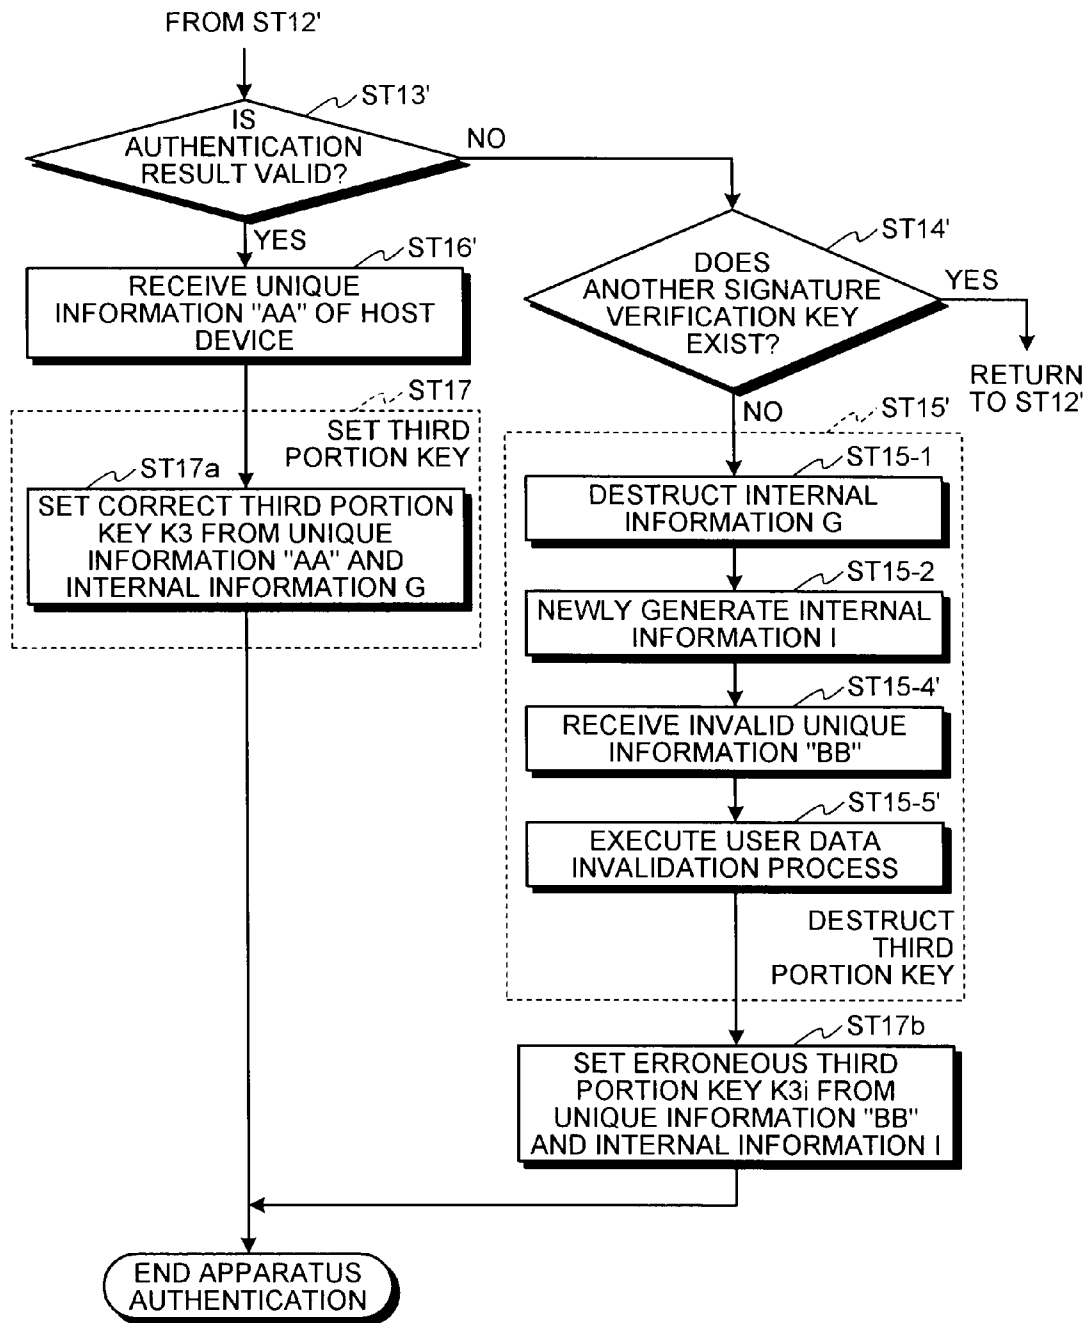 FROM ST12'
ST13'
IS
AUTHENTICATION
RESULT VALID?
NO
YES
ST16'
RECEIVE UNIQUE
INFORMATION "AA" OF HOST
DEVICE
ST17
SET THIRD
PORTION KEY
ST17a
SET CORRECT THIRD PORTION
KEY K3 FROM UNIQUE
INFORMATION "AA" AND
INTERNAL INFORMATION G
ST14'
DOES
ANOTHER SIGNATURE
VERIFICATION KEY
EXIST?
YES
RETURN
TO ST12'
NO
ST15'
ST15-1
DESTRUCT INTERNAL
INFORMATION G
ST15-2
NEWLY GENERATE INTERNAL
INFORMATION I
ST15-4'
RECEIVE INVALID UNIQUE
INFORMATION "BB"
ST15-5'
EXECUTE USER DATA
INVALIDATION PROCESS
DESTRUCT
THIRD
PORTION KEY
ST17b
SET ERRONEOUS THIRD
PORTION KEY K3i FROM
UNIQUE INFORMATION "BB"
AND INTERNAL INFORMATION I
END APPARATUS
AUTHENTICATION